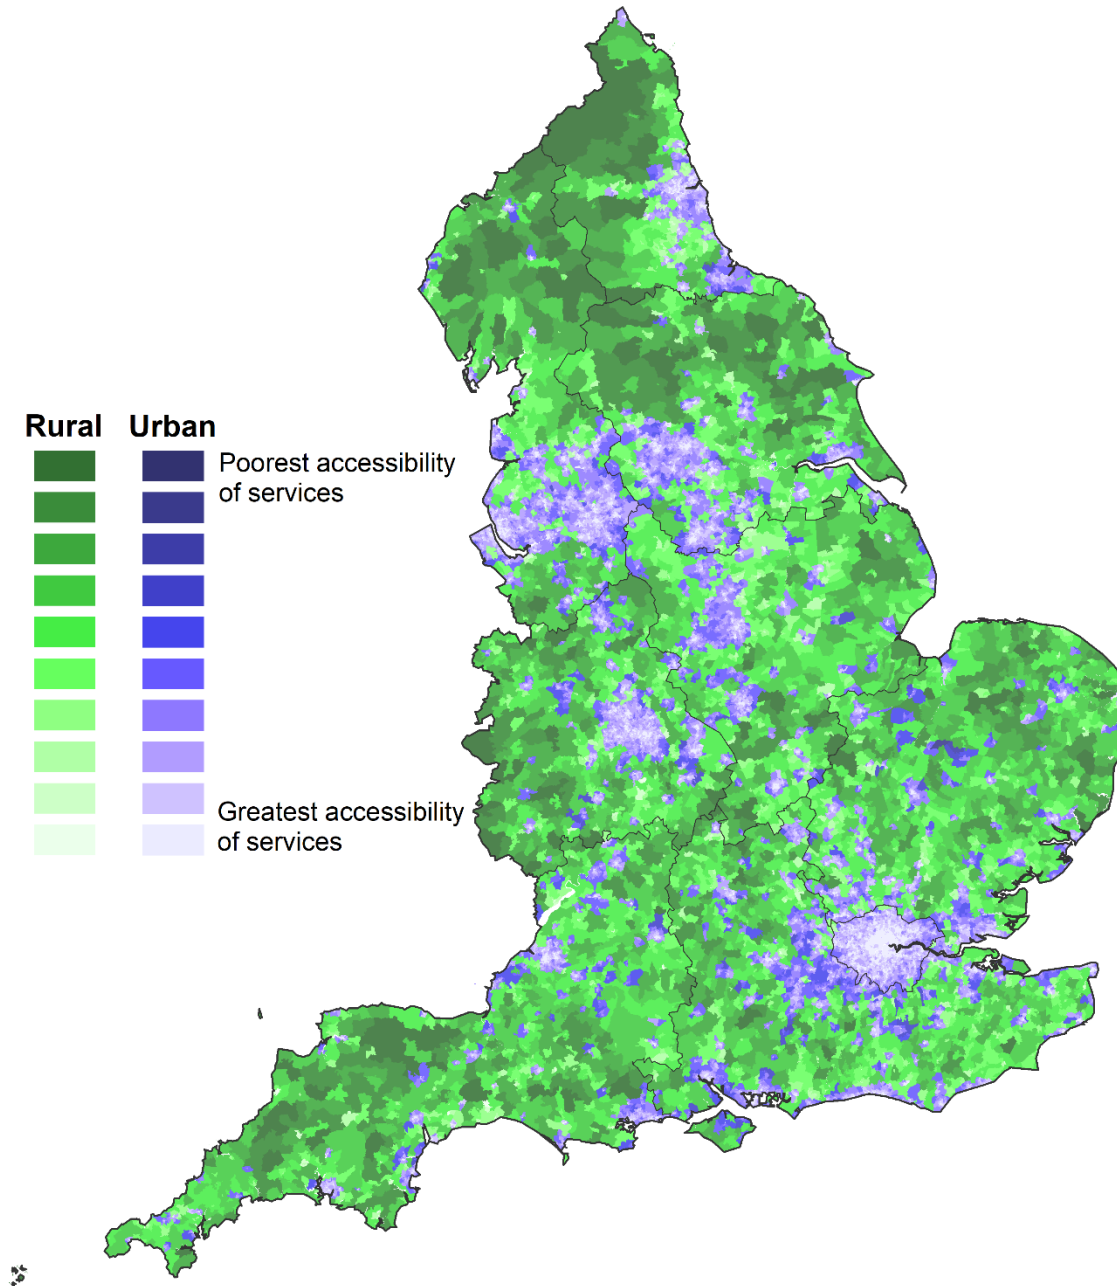 Rural Urban
Poorest accessibility
of services
Greatest accessibility
of services